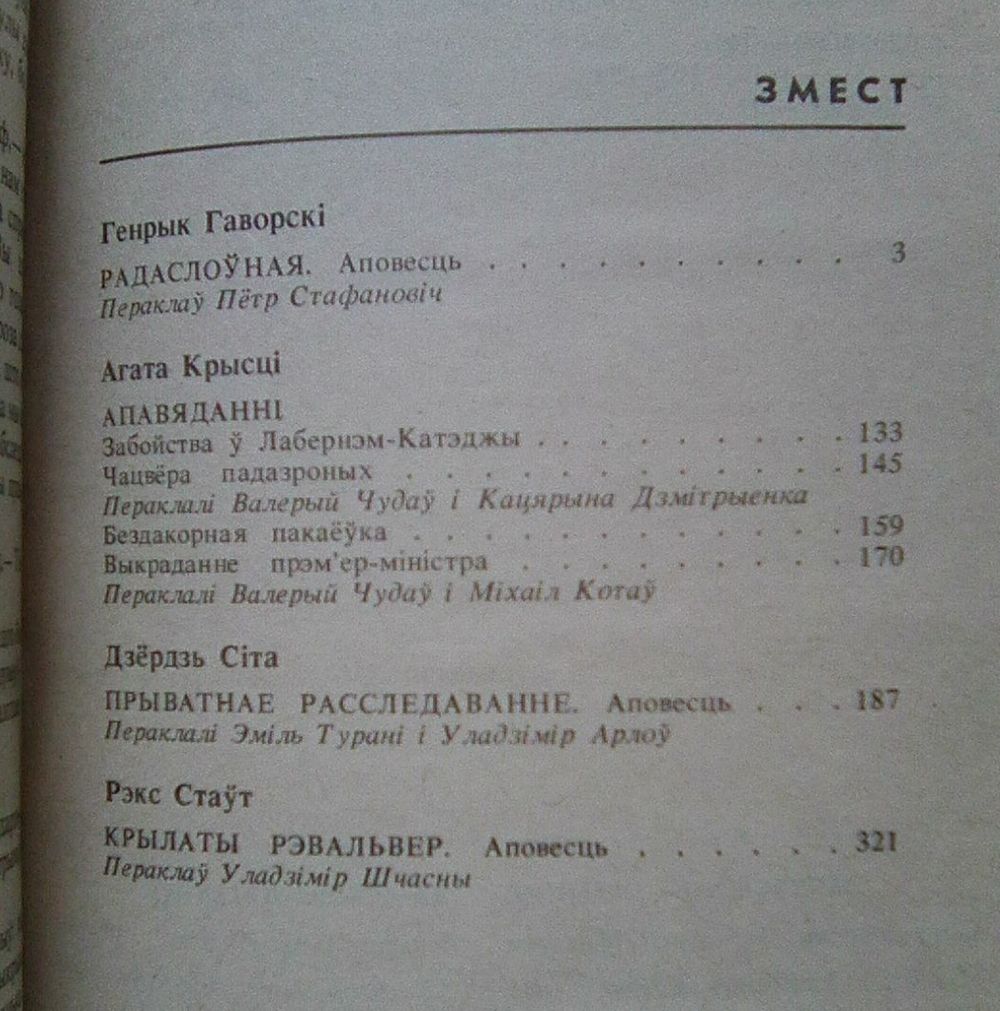 ЗМЕСТ
Генрык Гаворскі
РАДАСЛОЎНАЯ. Аповесць . . . . . . . . . . 3
Пераклаў Пётр Стафановіч
Агата Крысці
АПАВЯДАННІ
Забойства ў Лабернэм-Катэджы . . . . . . . . 133
Чацвёра падазроных . . . . . . . . . . . 145
Пераклалі Валерый Чудаў і Кацярына Дзмітрыенка
Бездакорная пакаёўка . . . . . . . . . . . 159
Выкраданне прэм'ер-міністра . . . . . . . . 170
Пераклалі Валерый Чудаў і Міхаіл Котаў
Дзёрдзь Сіта
ПРЫВАТНАЕ РАССЛЕДАВАННЕ. Аповесць . . . 187
Пераклалі Эміль Турані і Уладзімір Арлоў
Рэкс Стаўт
КРЫЛАТЫ РЭВАЛЬВЕР. Аповесць . . . . . . 321
Пераклаў Уладзімір Шчасны